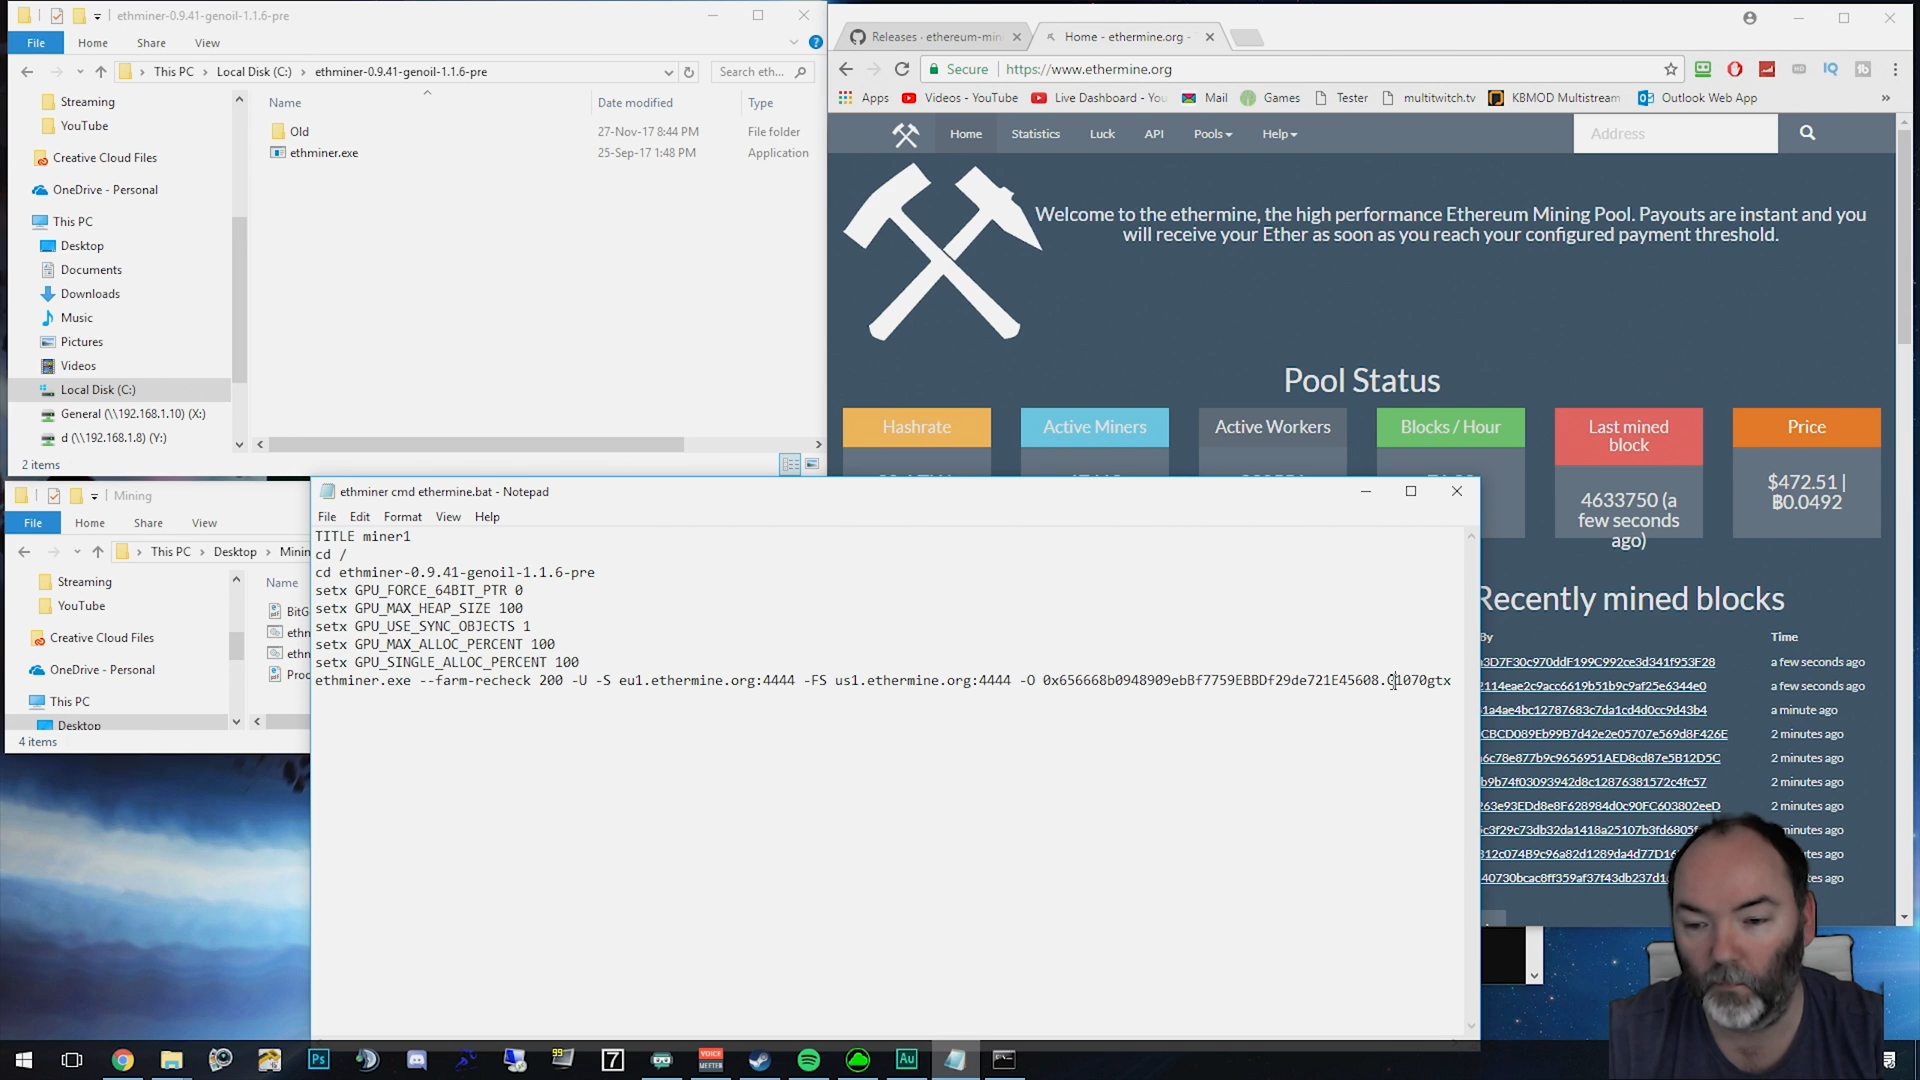 ethminer-0.9.41-genoil-1.1.6-pre
File Home Share View
This PC Local Disk (C:) ethminer-0.9.41-genoil-1.1.6-pre
Search eth...
Name Date modified Type
Old 27-Nov-17 8:44 PM File folder
ethminer.exe 25-Sep-17 1:48 PM Application
Streaming
YouTube
Creative Cloud Files
OneDrive - Personal
This PC
Desktop
Documents
Downloads
Music
Pictures
Videos
Local Disk (C:)
General (\\192.168.1.10) (X:)
d (\\192.168.1.8) (Y:)
2 items
Releases · ethereum-min
Home - ethermine.org -
Secure https://www.ethermine.org
Apps Videos - YouTube Live Dashboard - You Mail Games Tester multitwitch.tv KBMOD Multistream Outlook Web App
Home Statistics Luck API Pools Help Address
Welcome to the ethermine, the high performance Ethereum Mining Pool. Payouts are instant and you
will receive your Ether as soon as you reach your configured payment threshold.
Pool Status
Hashrate
Active Miners
Active Workers
Blocks / Hour
Last mined
block
4633750 (a
few seconds
ago)
Price
$472.51 |
฿0.0492
Recently mined blocks
By Time
a3D7F30c970ddF199C992ce3d341f953F28 a few seconds ago
2114eae2c9acc6619b51b9c9af25e6344e0 a few seconds ago
a minute ago
CBCD089Eb99B7d42e2e05707e569d8F426E 2 minutes ago
2 minutes ago
2 minutes ago
2 minutes ago
minutes ago
Mining
File Home Share View
This PC Desktop Minin
Name
Streaming
YouTube
Creative Cloud Files
OneDrive - Personal
This PC
Desktop
BitG
ethn
ethn
Proc
4 items
ethminer cmd ethermine.bat - Notepad
File Edit Format View Help
TITLE miner1
cd /
cd ethminer-0.9.41-genoil-1.1.6-pre
setx GPU_FORCE_64BIT_PTR 0
setx GPU_MAX_HEAP_SIZE 100
setx GPU_USE_SYNC_OBJECTS 1
setx GPU_MAX_ALLOC_PERCENT 100
setx GPU_SINGLE_ALLOC_PERCENT 100
ethminer.exe --farm-recheck 200 -U -S eu1.ethermine.org:4444 -FS us1.ethermine.org:4444 -O 0x656668b0948909ebBf7759EBBDf29de721E45608.G1070gtx